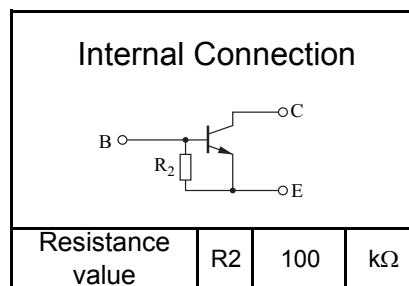 Internal Connection
C
B
R2
E
Resistance value R2 100 kΩ